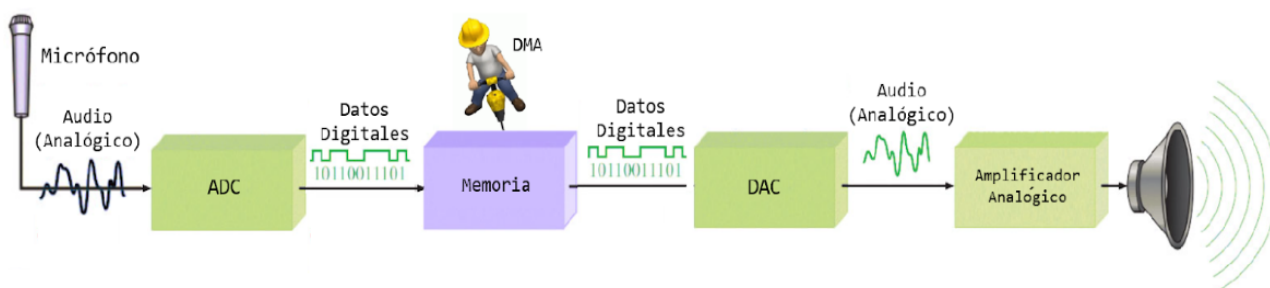 Micrófono
Audio
(Analógico)
ADC
Datos
Digitales
10110011101
DMA
Memoria
Datos
Digitales
10110011101
DAC
Audio
(Analógico)
Amplificador
Analógico